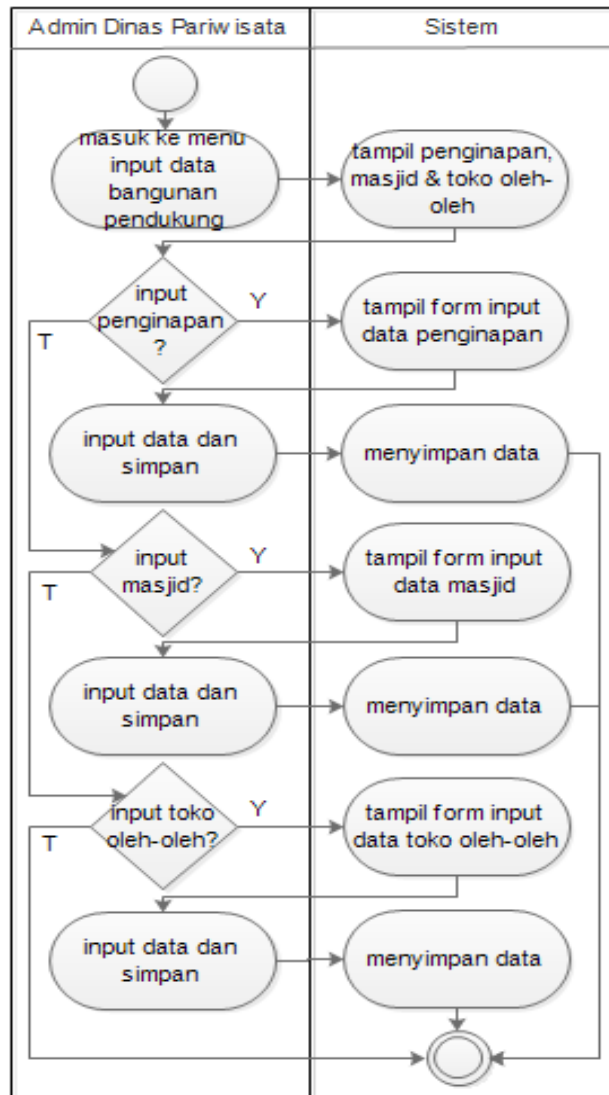 Admin Dinas Pariwisata
Sistem
masuk ke menu
input data
bangunan
pendukung
tampil penginapan,
masjid & toko oleh-
oleh
input
penginapan
?
Y
T
tampil form input
data penginapan
input data dan
simpan
menyimpan data
input
masjid?
Y
T
tampil form input
data masjid
input data dan
simpan
menyimpan data
input toko
oleh-oleh?
Y
T
tampil form input
data toko oleh-oleh
input data dan
simpan
menyimpan data